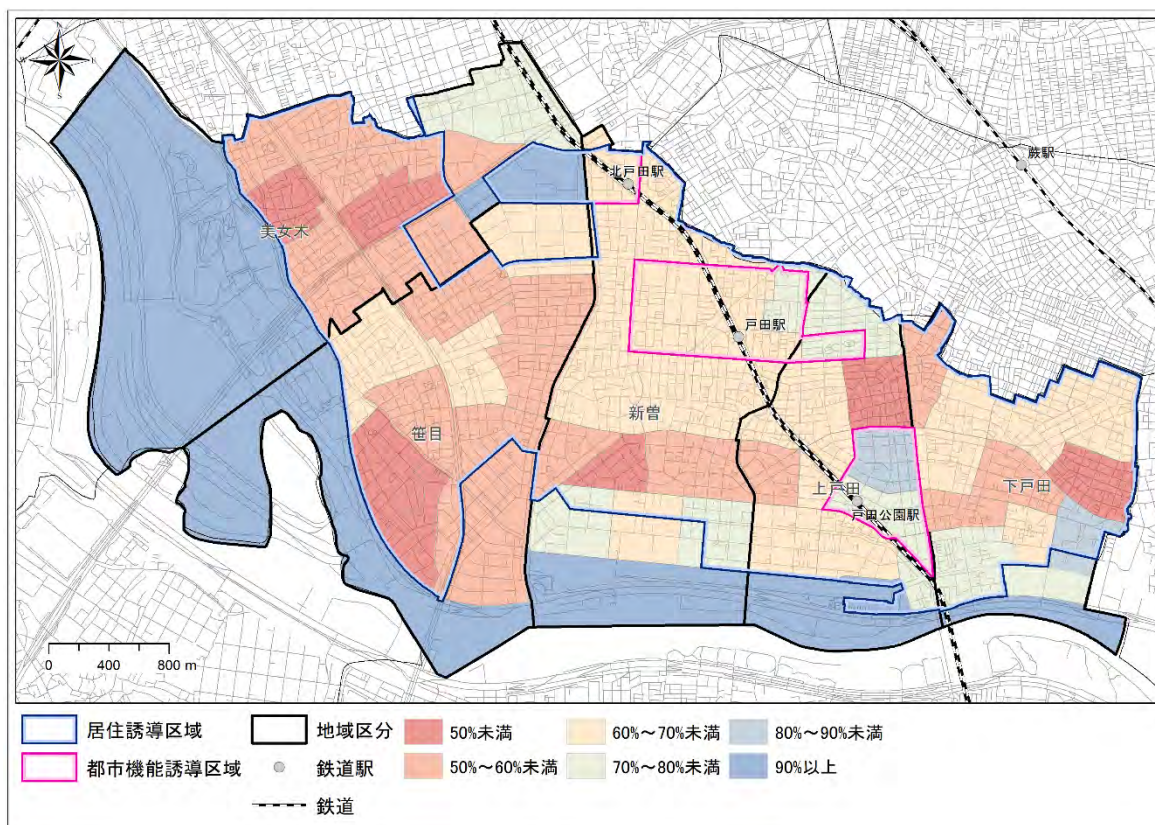 N
W
E
S
蕨駅
北戸田駅
美女木
戸田駅
新曽
笹目
上戸田
下戸田
戸田公園駅
0 400 800 m
居住誘導区域
地域区分
50%未満
60%～70%未満
80%～90%未満
都市機能誘導区域
鉄道駅
50%～60%未満
70%～80%未満
90%以上
鉄道